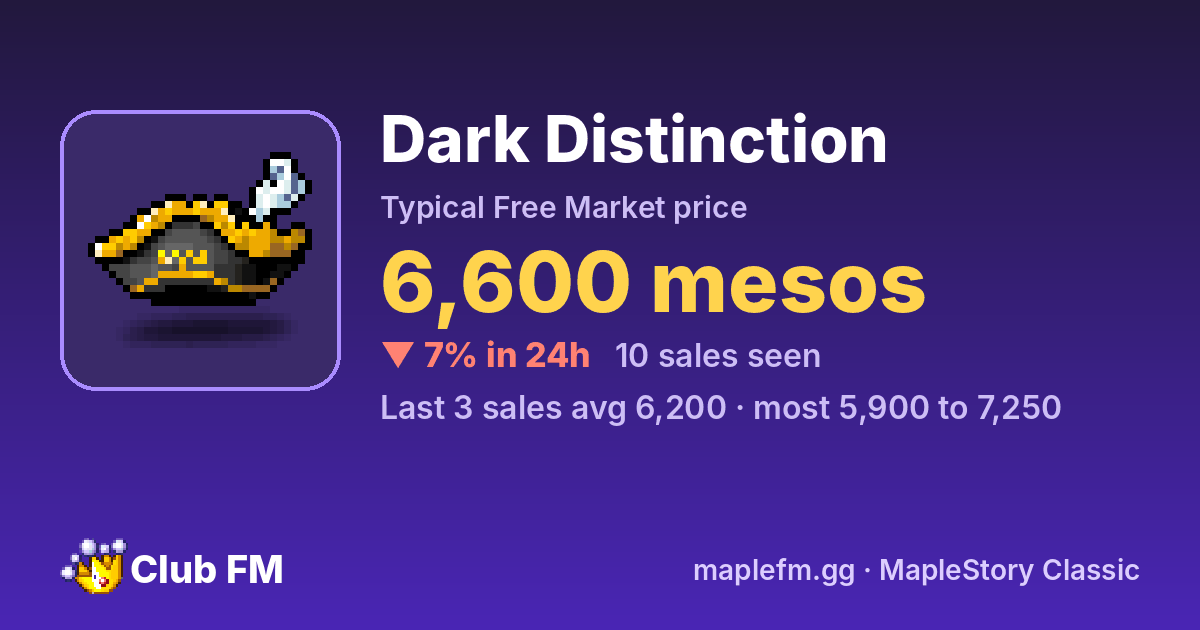 Dark Distinction
Typical Free Market price
6,600 mesos
▼ 7% in 24h 10 sales seen
Last 3 sales avg 6,200 · most 5,900 to 7,250
Club FM
maplefm.gg · MapleStory Classic